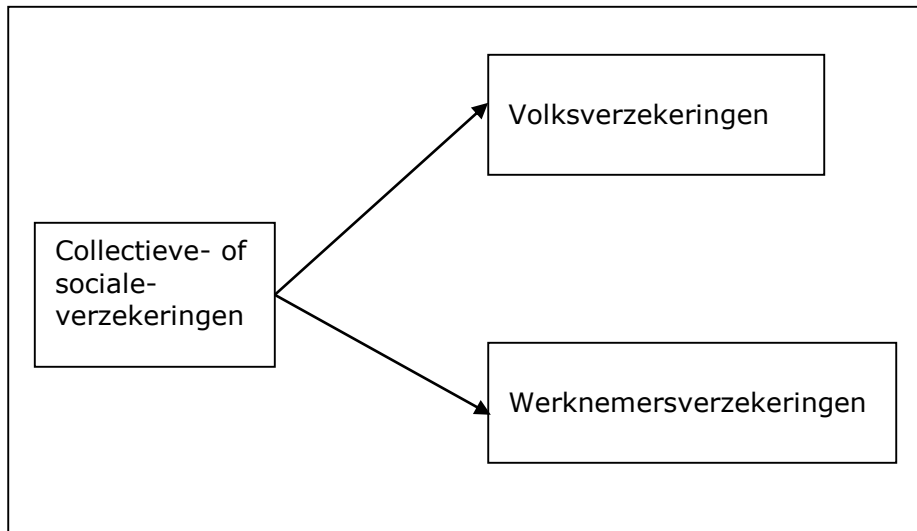 Volksverzekeringen
Collectieve- of
sociale-
verzekeringen
Werknemersverzekeringen